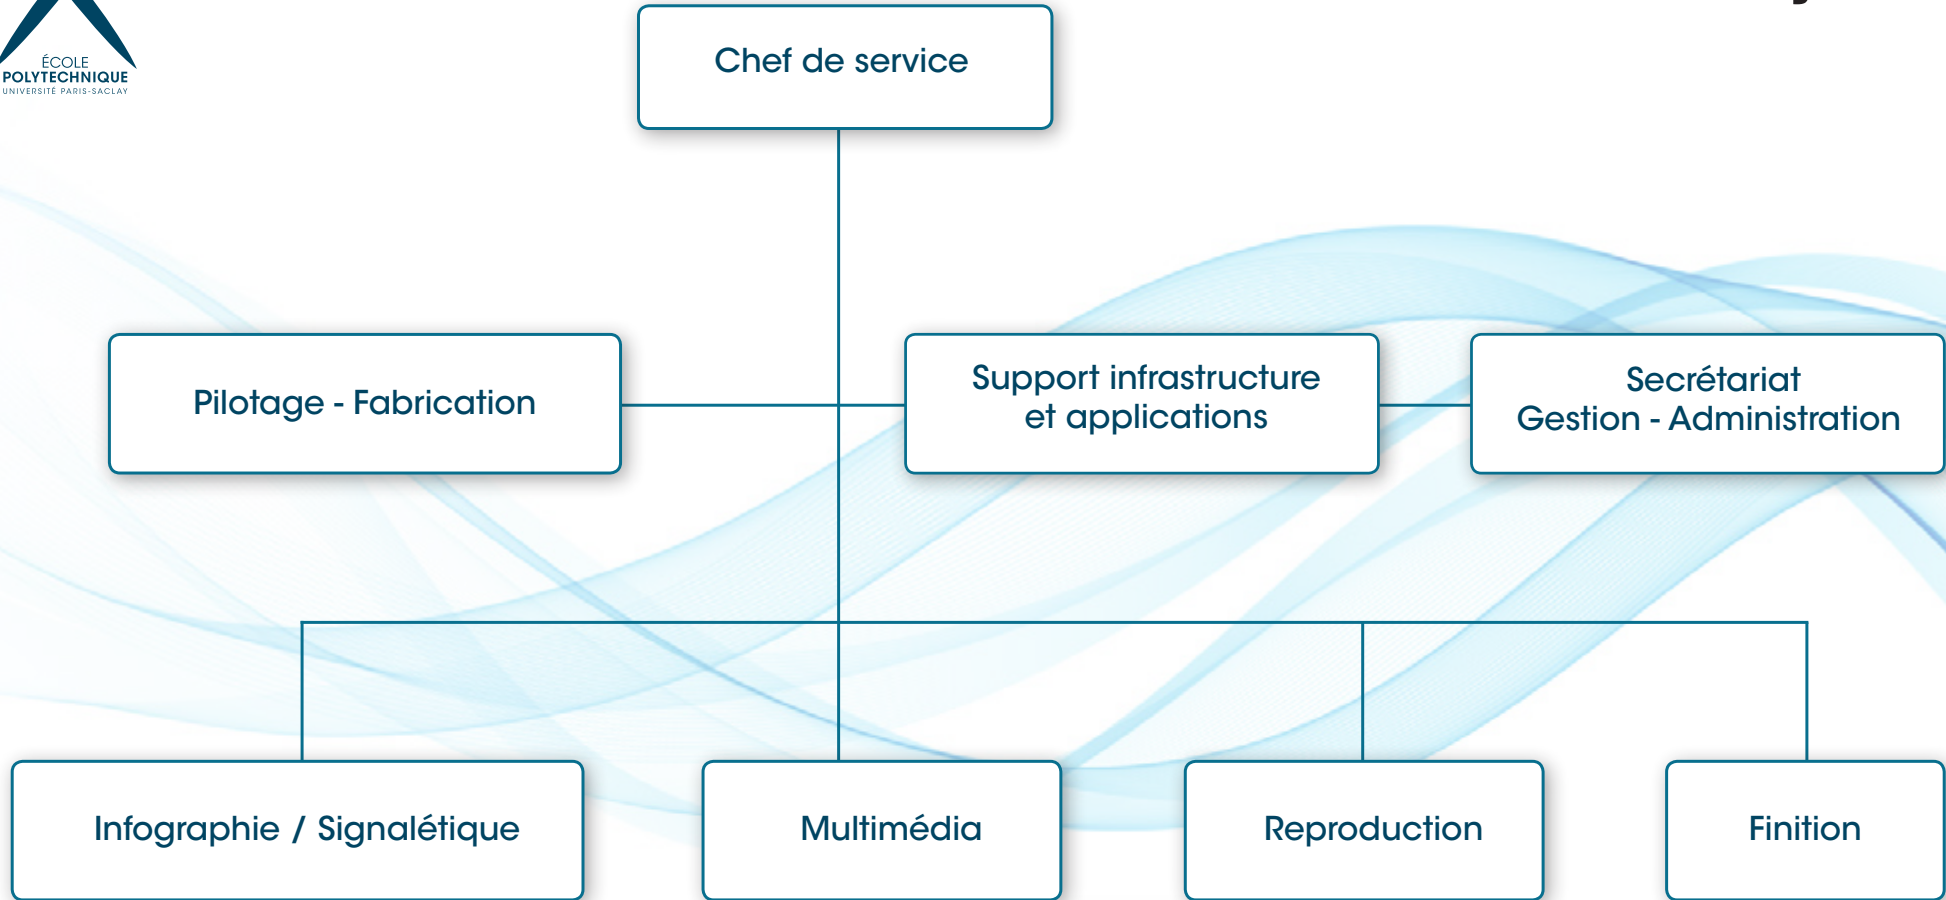 ÉCOLE
POLYTECHNIQUE
UNIVERSITÉ PARIS-SACLAY
Chef de service
Pilotage - Fabrication
Support infrastructure
et applications
Secrétariat
Gestion - Administration
Infographie / Signalétique
Multimédia
Reproduction
Finition